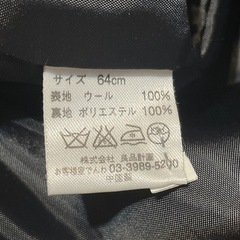 サイズ 64cm
表地 ウール 100%
裏地 ポリエステル 100%
株式会社 良品計画
お客様室でんわ 03-3989-5200
中国製